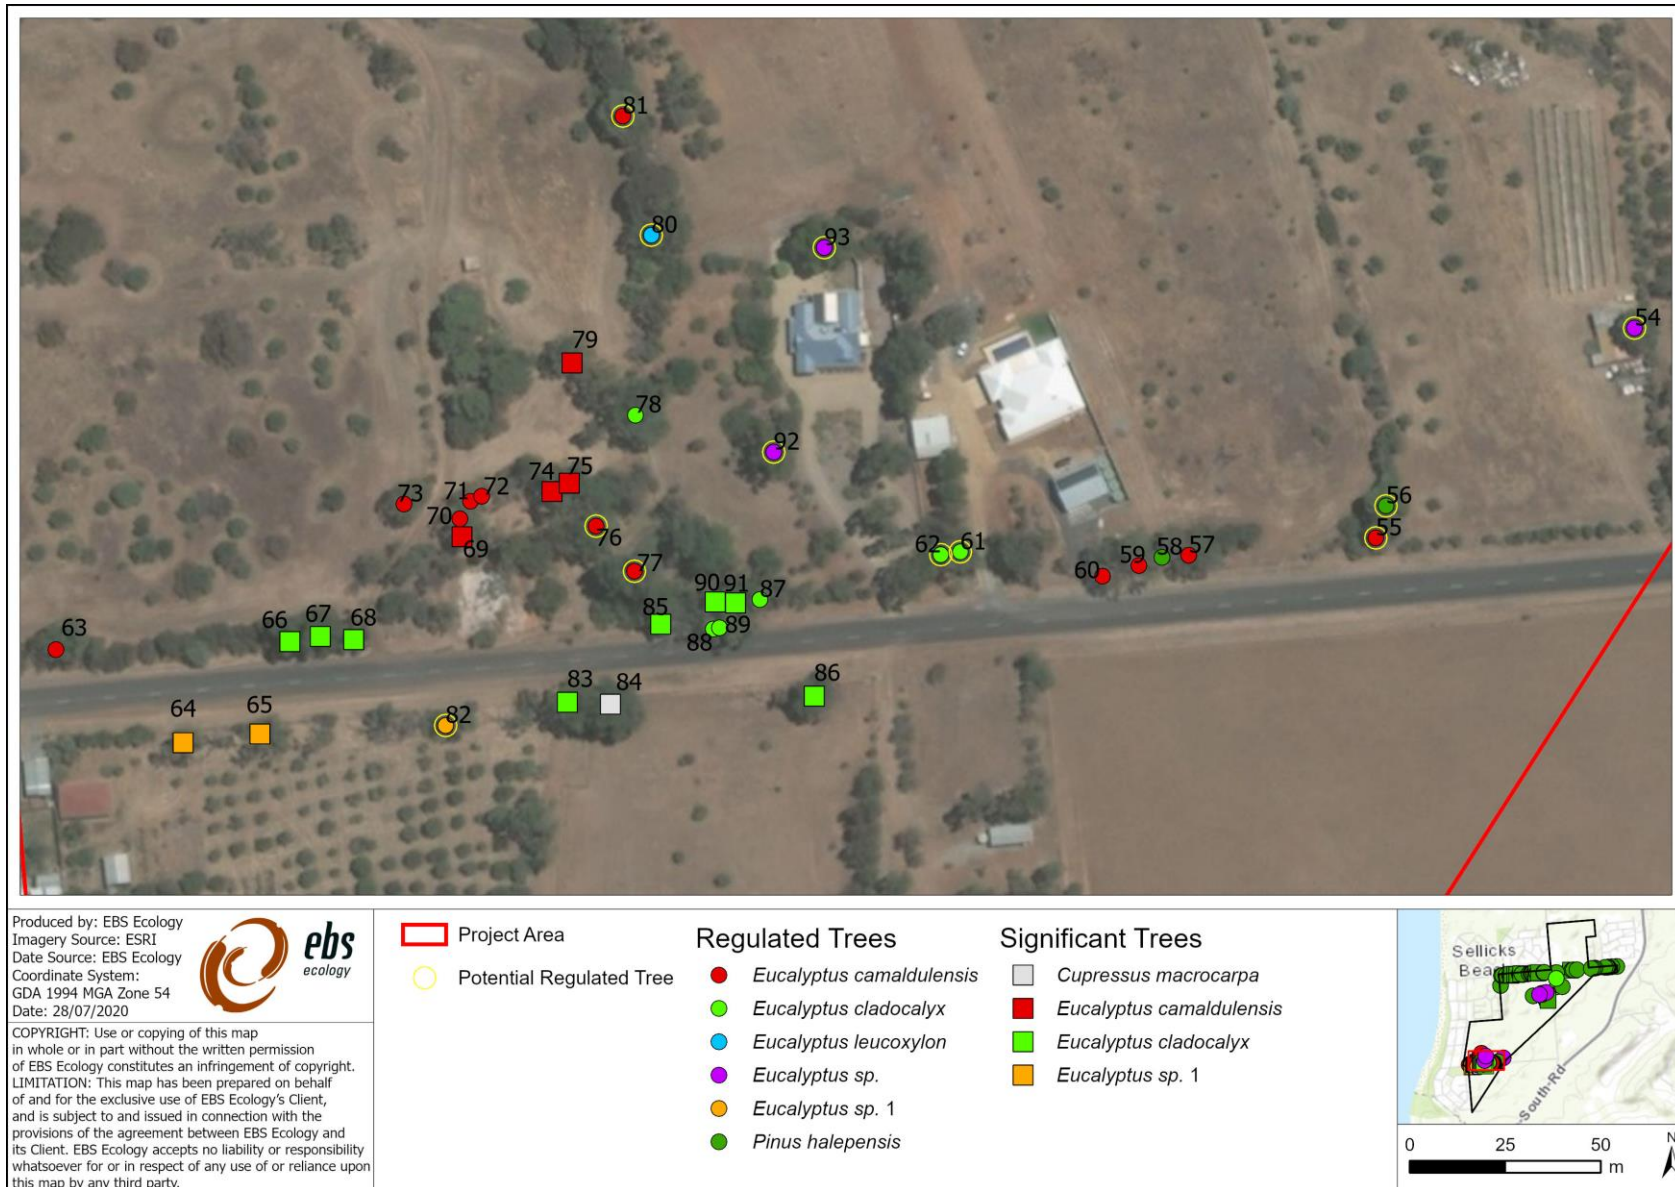 81
80
93
54
79
78
92
74
75
73
71
72
70
69
76
77
56
55
62
61
60
59
58
57
63
66
67
68
85
90
91
87
88
89
64
65
82
83
84
86
Produced by: EBS Ecology
Imagery Source: ESRI
Date Source: EBS Ecology
Coordinate System:
GDA 1994 MGA Zone 54
Date: 28/07/2020
ebs
ecology
COPYRIGHT: Use or copying of this map
in whole or in part without the written permission
of EBS Ecology constitutes an infringement of copyright.
LIMITATION: This map has been prepared on behalf
of and for the exclusive use of EBS Ecology's Client,
and is subject to and issued in connection with the
provisions of the agreement between EBS Ecology and
its Client. EBS Ecology accepts no liability or responsibility
whatsoever for or in respect of any use of or reliance upon
this map by any third party.
Project Area
Potential Regulated Tree
Regulated Trees
Eucalyptus camaldulensis
Eucalyptus cladocalyx
Eucalyptus leucoxylon
Eucalyptus sp.
Eucalyptus sp. 1
Pinus halepensis
Significant Trees
Cupressus macrocarpa
Eucalyptus camaldulensis
Eucalyptus cladocalyx
Eucalyptus sp. 1
Sellicks
Beach
-South-Rd
0 25 50
m
N